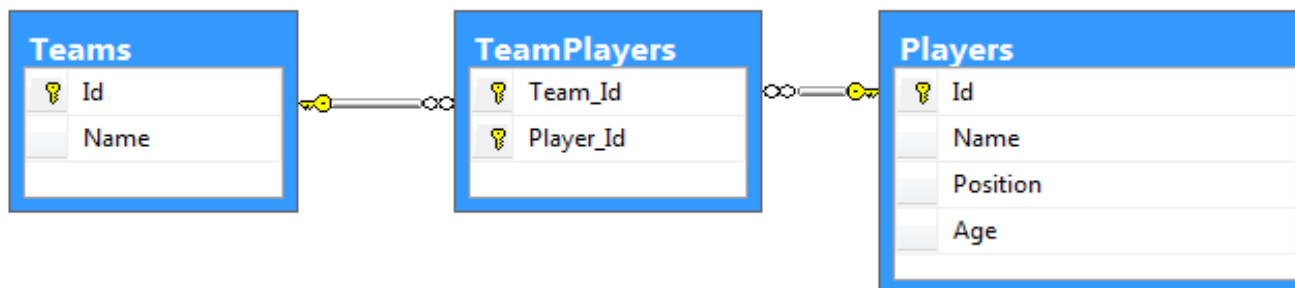 Teams
Id
Name
TeamPlayers
Team_Id
Player_Id
Players
Id
Name
Position
Age